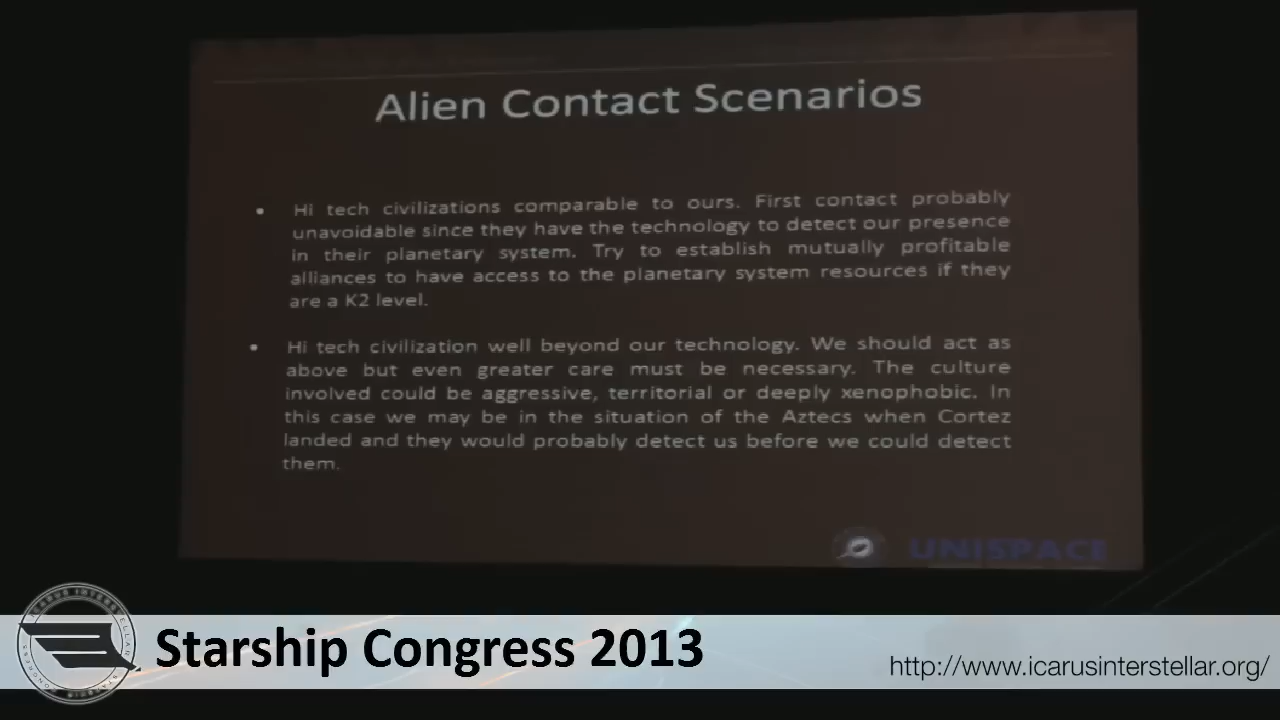 Alien Contact Scenarios
• Hi tech civilizations comparable to ours. First contact probably
unavoidable since they have the technology to detect our presence
in their planetary system. Try to establish mutually profitable
alliances to have access to the planetary system resources if they
are a K2 level.
• Hi tech civilization well beyond our technology. We should act as
above but even greater care must be necessary. The culture
involved could be aggressive, territorial or deeply xenophobic. In
this case we may be in the situation of the Aztecs when Cortez
landed and they would probably detect us before we could detect
them.
UNISPACE
ICARUS INTERSTELLAR
STARSHIP CONGRESS
Starship Congress 2013
http://www.icarusinterstellar.org/